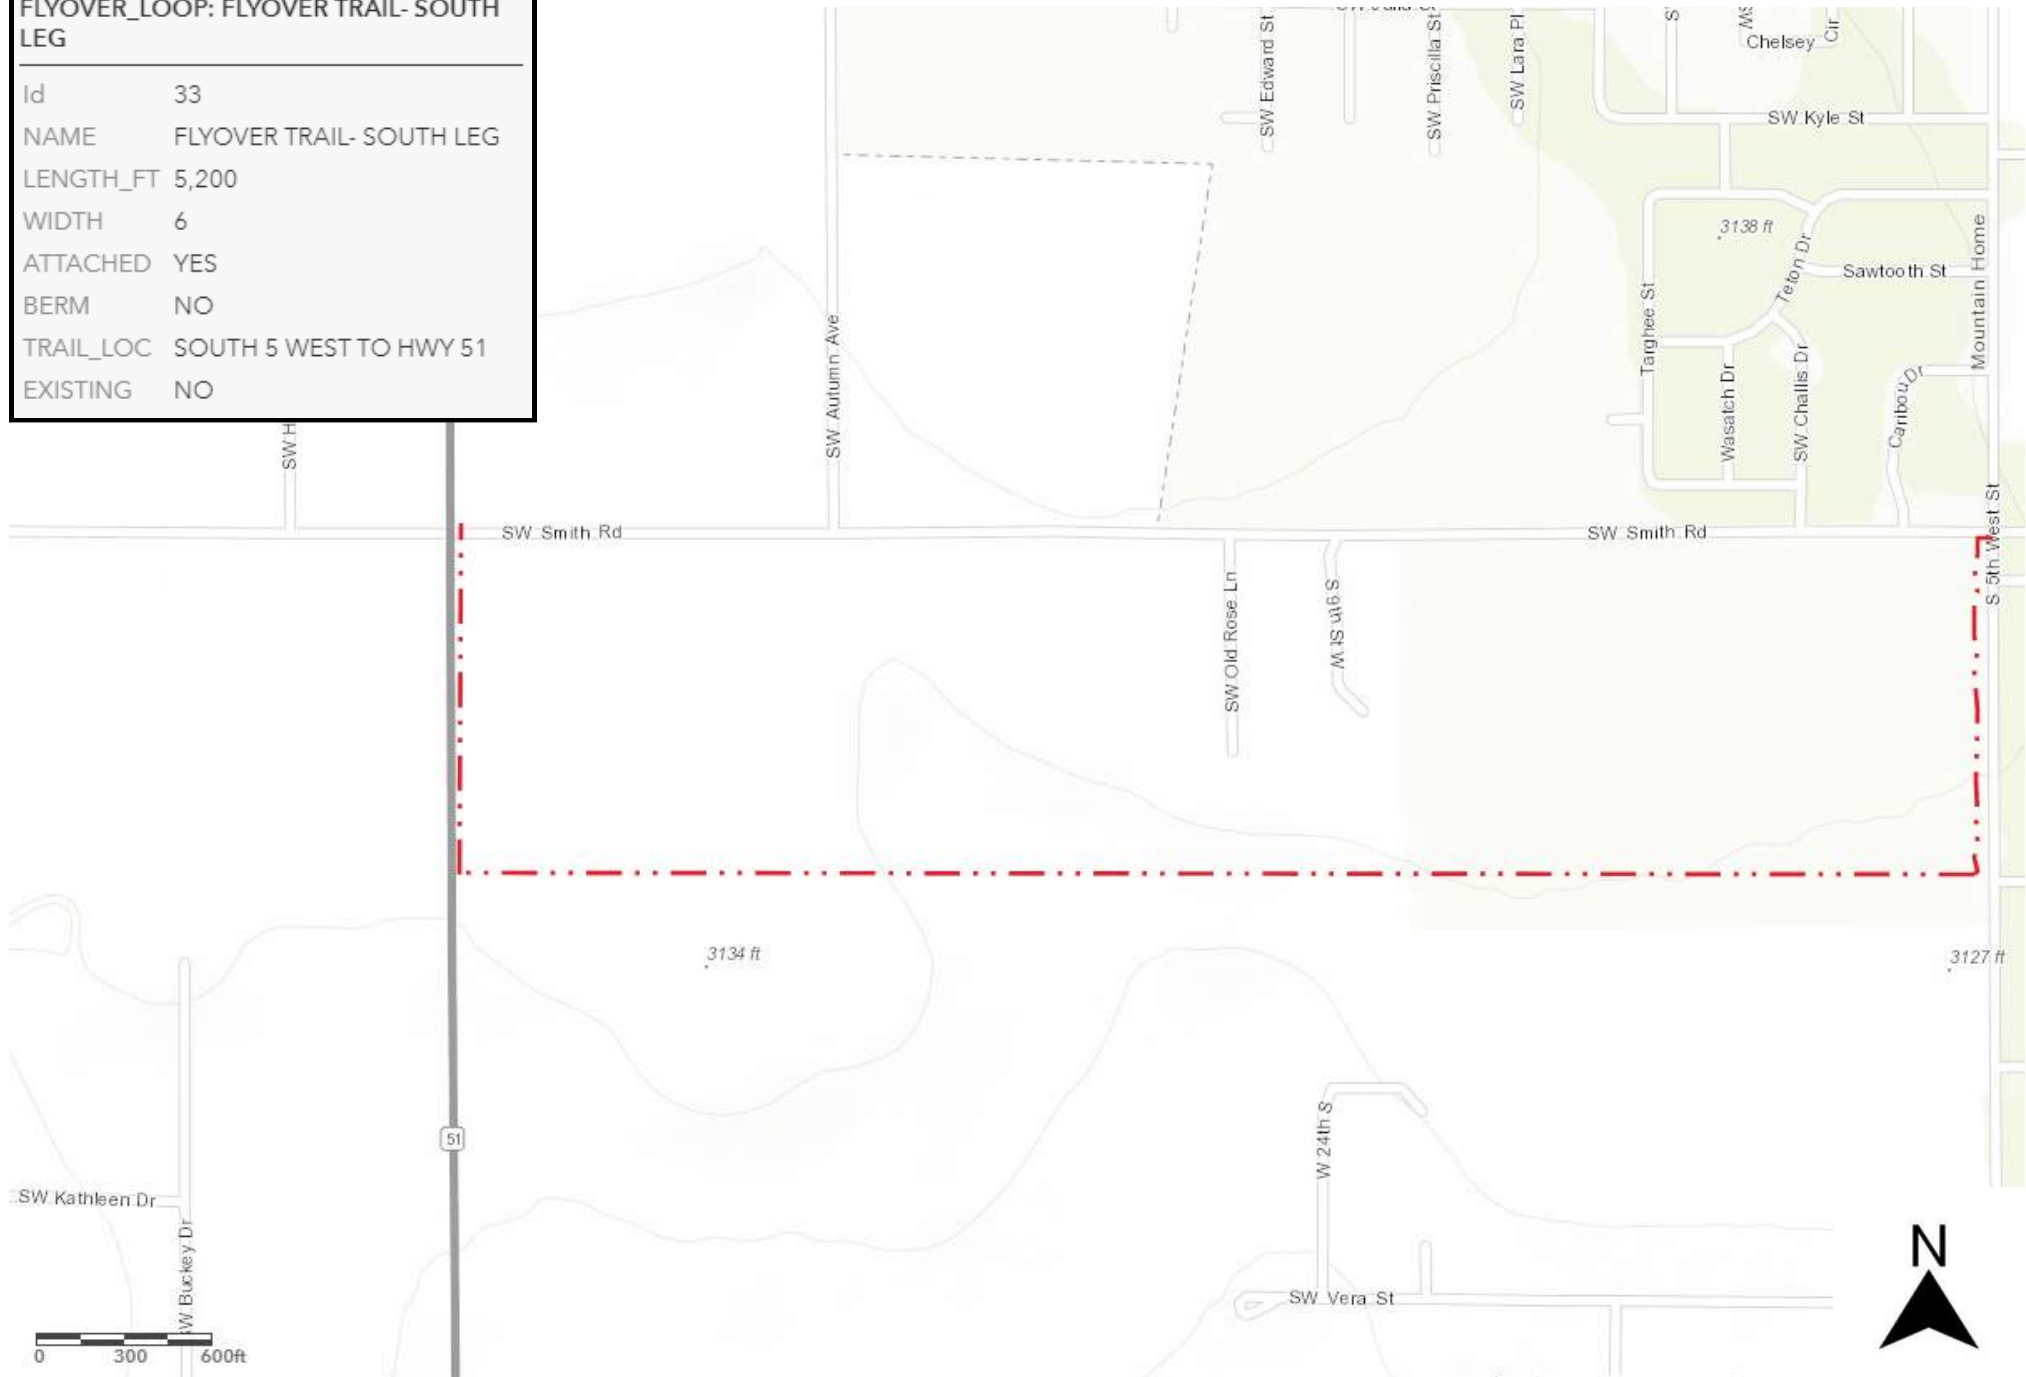 FLYOVER_LOOP: FLYOVER TRAIL- SOUTH
LEG
Id 33
NAME FLYOVER TRAIL- SOUTH LEG
LENGTH_FT 5,200
WIDTH 6
ATTACHED YES
BERM NO
TRAIL_LOC SOUTH 5 WEST TO HWY 51
EXISTING NO
SW Edward St
SW Priscilla St
SW Lara Pl
S
SW
Chelsey Cir
SW Kyle St
3138 ft
Teton Dr
Sawtooth St
Mountain Home
Targhee St
Wasatch Dr
SW Challis Dr
Caribou Dr
SW Autumn Ave
SW H
SW Smith Rd
SW Smith Rd
S 5th West St
SW Old Rose Ln
S 9th St W
3134 ft
3127 ft
51
W 24th S
SW Kathleen Dr
SW Buckey Dr
SW Vera St
N
0 300 600ft